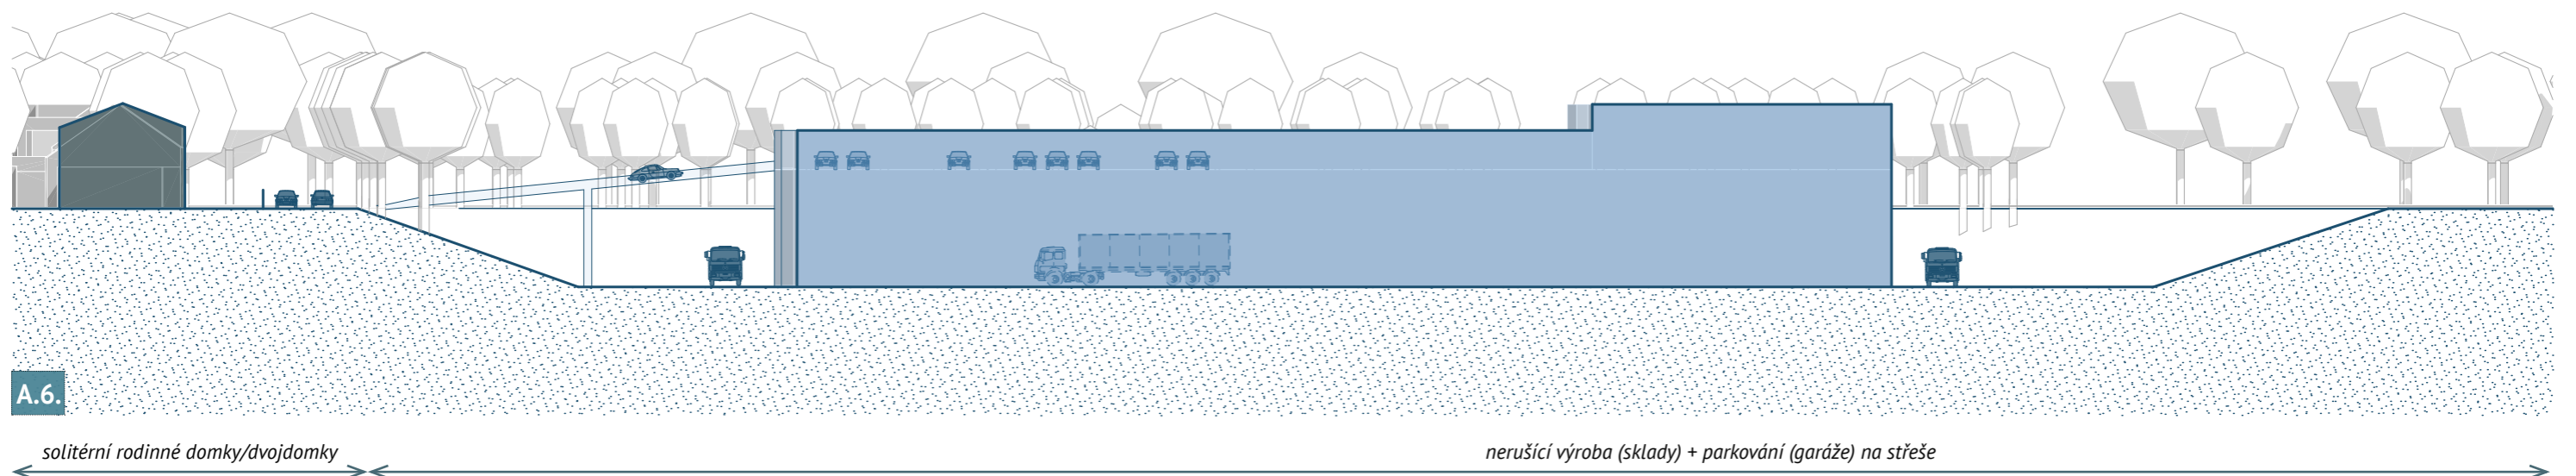 A.6.
solitérní rodinné domky/dvojdomky
nerušící výroba (sklady) + parkování (garáže) na střeše